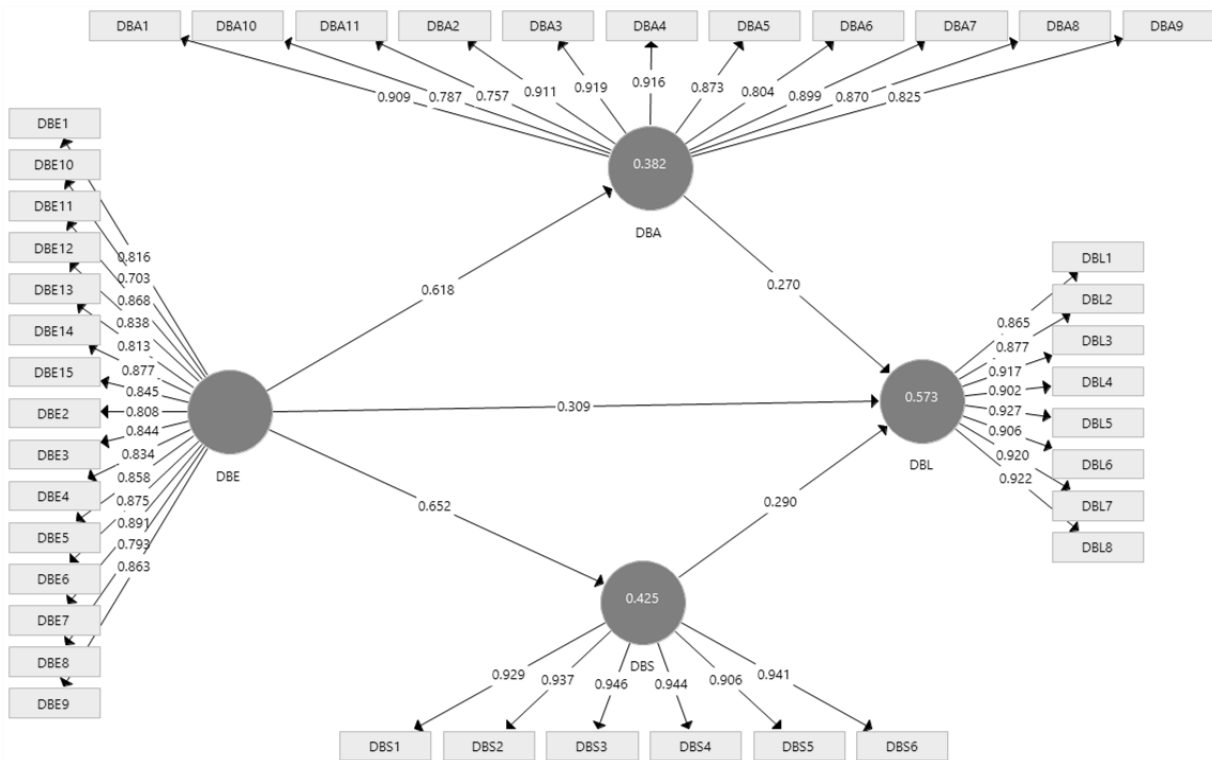 DBA1 DBA10 DBA11 DBA2 DBA3 DBA4 DBA5 DBA6 DBA7 DBA8 DBA9
0.909 0.787 0.757 0.911 0.919 0.916 0.873 0.804 0.899 0.870 0.825
0.382
DBA
DBE1
DBE10
DBE11
DBE12
DBE13
DBE14
DBE15
DBE2
DBE3
DBE4
DBE5
DBE6
DBE7
DBE8
DBE9
0.816
0.703
0.868
0.838
0.813
0.877
0.845
0.808
0.844
0.834
0.858
0.875
0.891
0.793
0.863
DBE
0.618
0.309
0.652
0.270
0.290
0.573
DBL
0.865
0.877
0.917
0.902
0.927
0.906
0.920
0.922
DBL1
DBL2
DBL3
DBL4
DBL5
DBL6
DBL7
DBL8
0.425
DBS
0.929 0.937 0.946 0.944 0.906 0.941
DBS1 DBS2 DBS3 DBS4 DBS5 DBS6